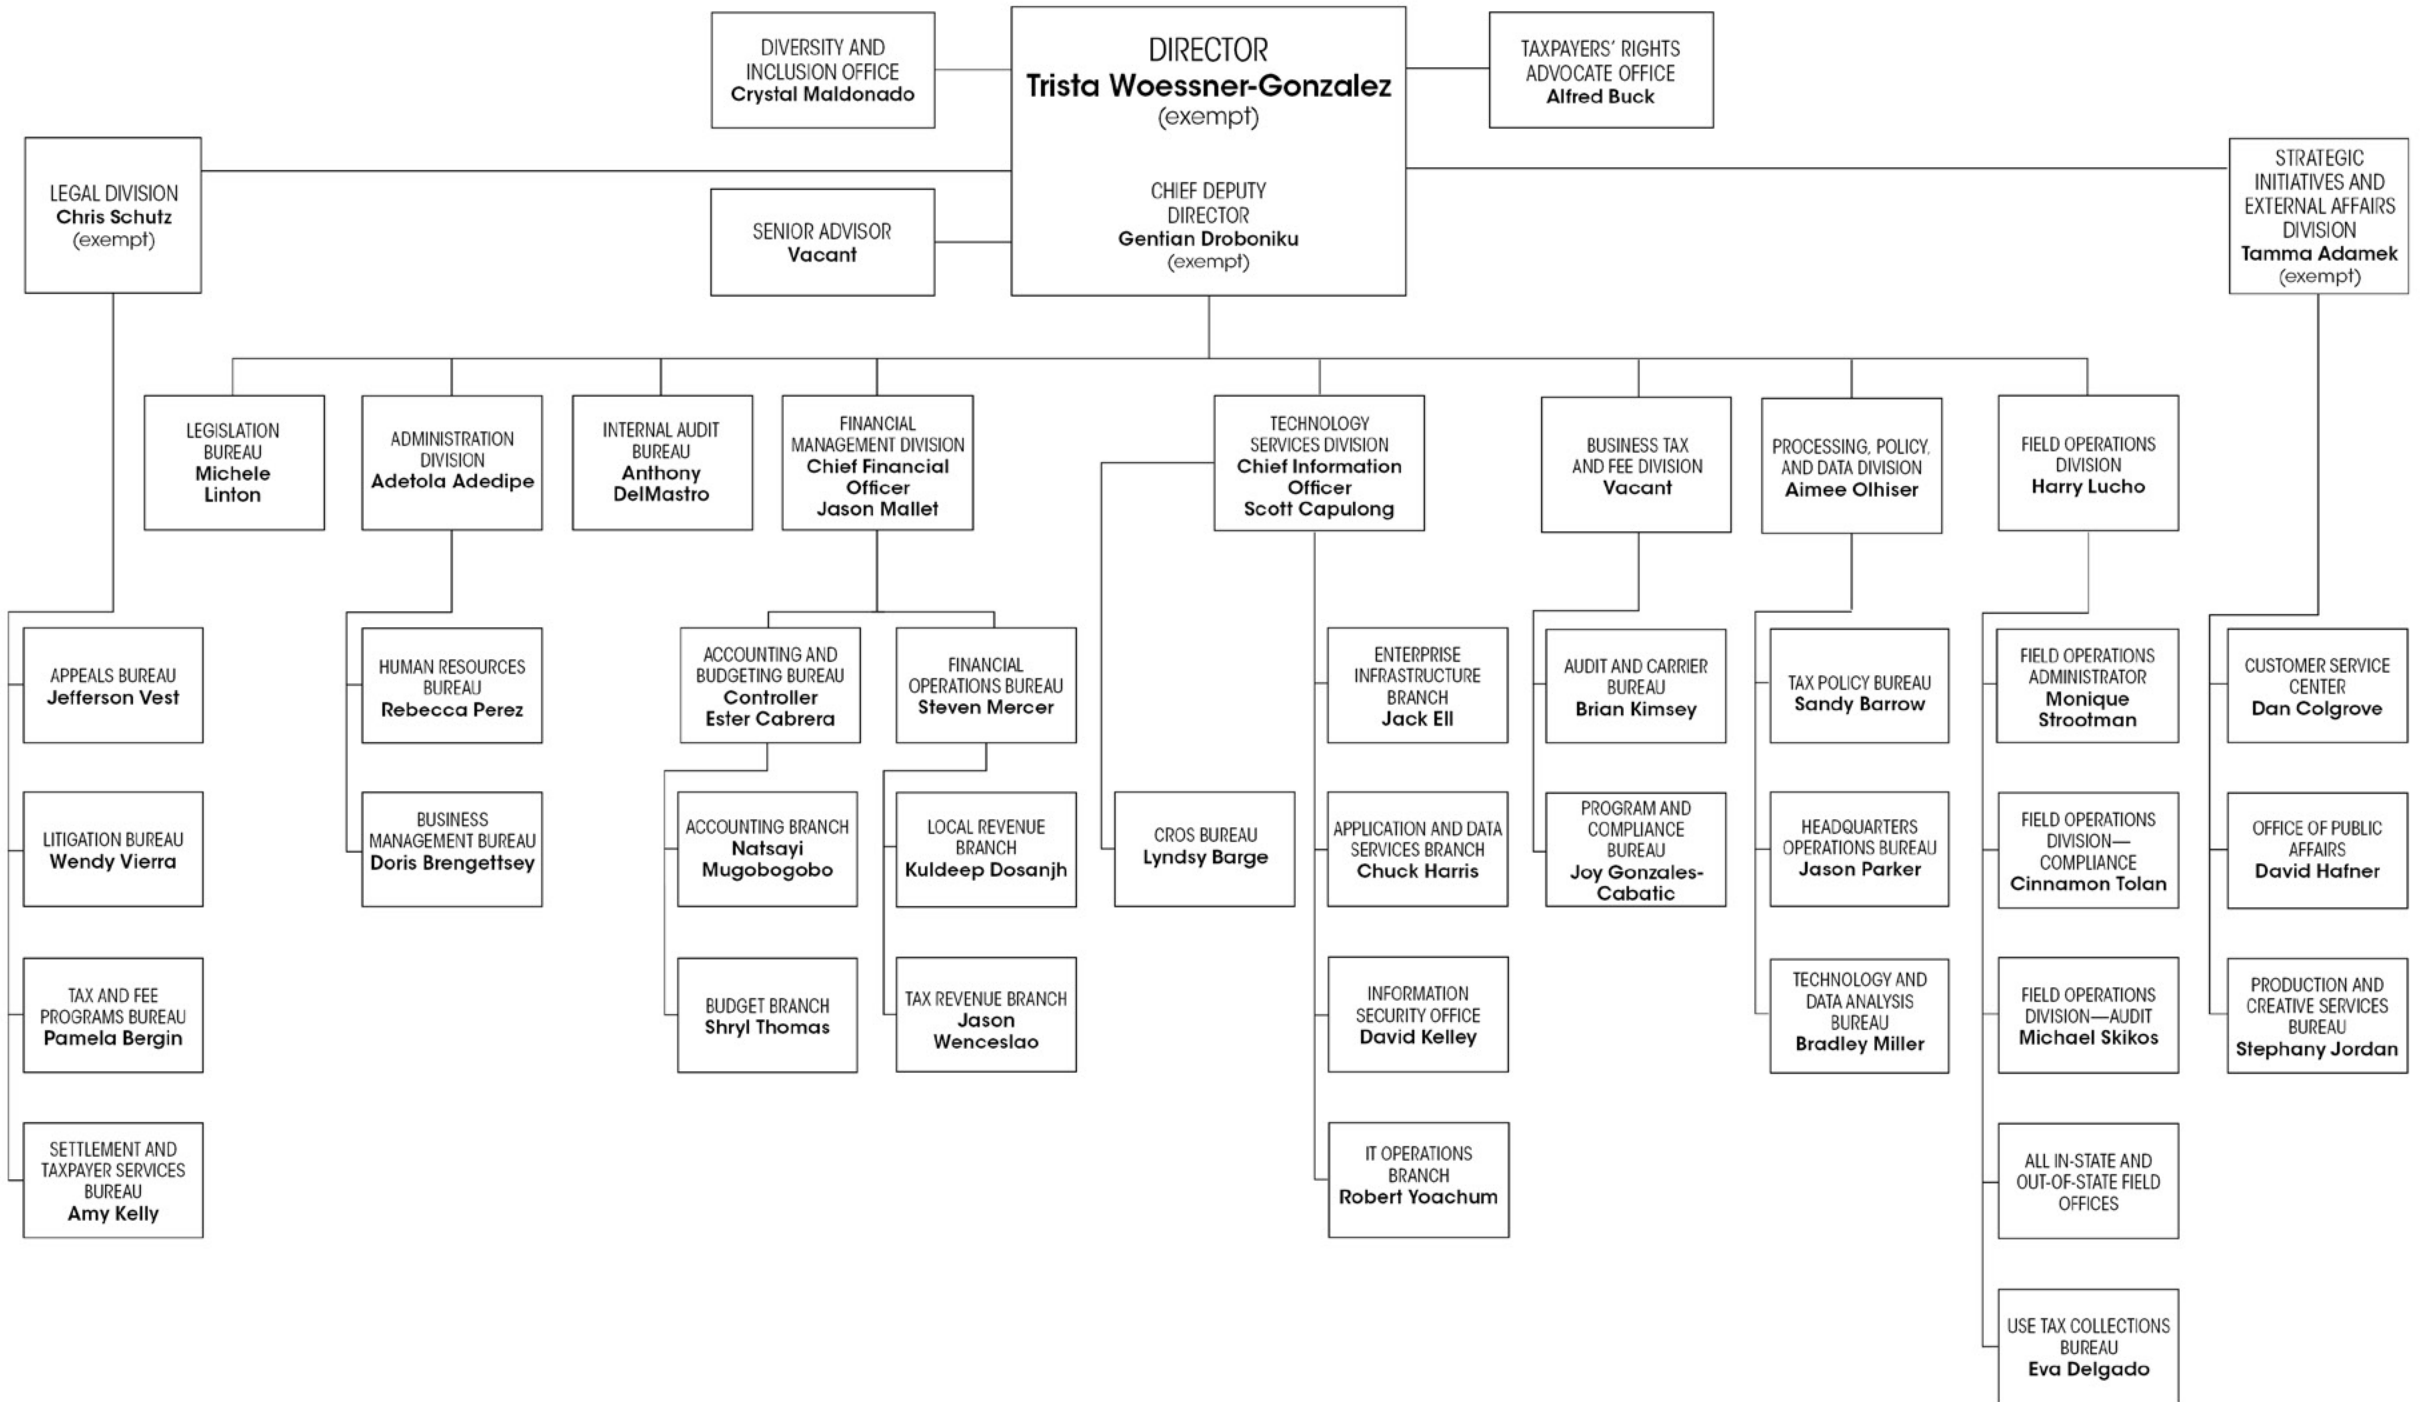 DIVERSITY AND
INCLUSION OFFICE
Crystal Maldonado
DIRECTOR
Trista Woessner-Gonzalez
(exempt)
CHIEF DEPUTY
DIRECTOR
Gentian Droboniku
(exempt)
TAXPAYERS' RIGHTS
ADVOCATE OFFICE
Alfred Buck
LEGAL DIVISION
Chris Schutz
(exempt)
SENIOR ADVISOR
Vacant
STRATEGIC
INITIATIVES AND
EXTERNAL AFFAIRS
DIVISION
Tamma Adamek
(exempt)
LEGISLATION
BUREAU
Michele
Linton
ADMINISTRATION
DIVISION
Adetola Adedipe
INTERNAL AUDIT
BUREAU
Anthony
DelMastro
FINANCIAL
MANAGEMENT DIVISION
Chief Financial
Officer
Jason Mallet
TECHNOLOGY
SERVICES DIVISION
Chief Information
Officer
Scott Capulong
BUSINESS TAX
AND FEE DIVISION
Vacant
PROCESSING, POLICY,
AND DATA DIVISION
Aimee Olhiser
FIELD OPERATIONS
DIVISION
Harry Lucho
APPEALS BUREAU
Jefferson Vest
HUMAN RESOURCES
BUREAU
Rebecca Perez
ACCOUNTING AND
BUDGETING BUREAU
Controller
Ester Cabrera
FINANCIAL
OPERATIONS BUREAU
Steven Mercer
ENTERPRISE
INFRASTRUCTURE
BRANCH
Jack Ell
AUDIT AND CARRIER
BUREAU
Brian Kimsey
TAX POLICY BUREAU
Sandy Barrow
FIELD OPERATIONS
ADMINISTRATOR
Monique
Strootman
CUSTOMER SERVICE
CENTER
Dan Colgrove
LITIGATION BUREAU
Wendy Vierra
BUSINESS
MANAGEMENT BUREAU
Doris Brengettsey
ACCOUNTING BRANCH
Natsayi
Mugobogobo
LOCAL REVENUE
BRANCH
Kuldeep Dosanjh
CROS BUREAU
Lyndsy Barge
APPLICATION AND DATA
SERVICES BRANCH
Chuck Harris
PROGRAM AND
COMPLIANCE
BUREAU
Joy Gonzales-
Cabatic
HEADQUARTERS
OPERATIONS BUREAU
Jason Parker
FIELD OPERATIONS
DIVISION—
COMPLIANCE
Cinnamon Tolan
OFFICE OF PUBLIC
AFFAIRS
David Hafner
TAX AND FEE
PROGRAMS BUREAU
Pamela Bergin
BUDGET BRANCH
Shryl Thomas
TAX REVENUE BRANCH
Jason
Wenceslao
INFORMATION
SECURITY OFFICE
David Kelley
TECHNOLOGY AND
DATA ANALYSIS
BUREAU
Bradley Miller
FIELD OPERATIONS
DIVISION—AUDIT
Michael Skikos
PRODUCTION AND
CREATIVE SERVICES
BUREAU
Stephany Jordan
SETTLEMENT AND
TAXPAYER SERVICES
BUREAU
Amy Kelly
IT OPERATIONS
BRANCH
Robert Yoachum
ALL IN-STATE AND
OUT-OF-STATE FIELD
OFFICES
USE TAX COLLECTIONS
BUREAU
Eva Delgado